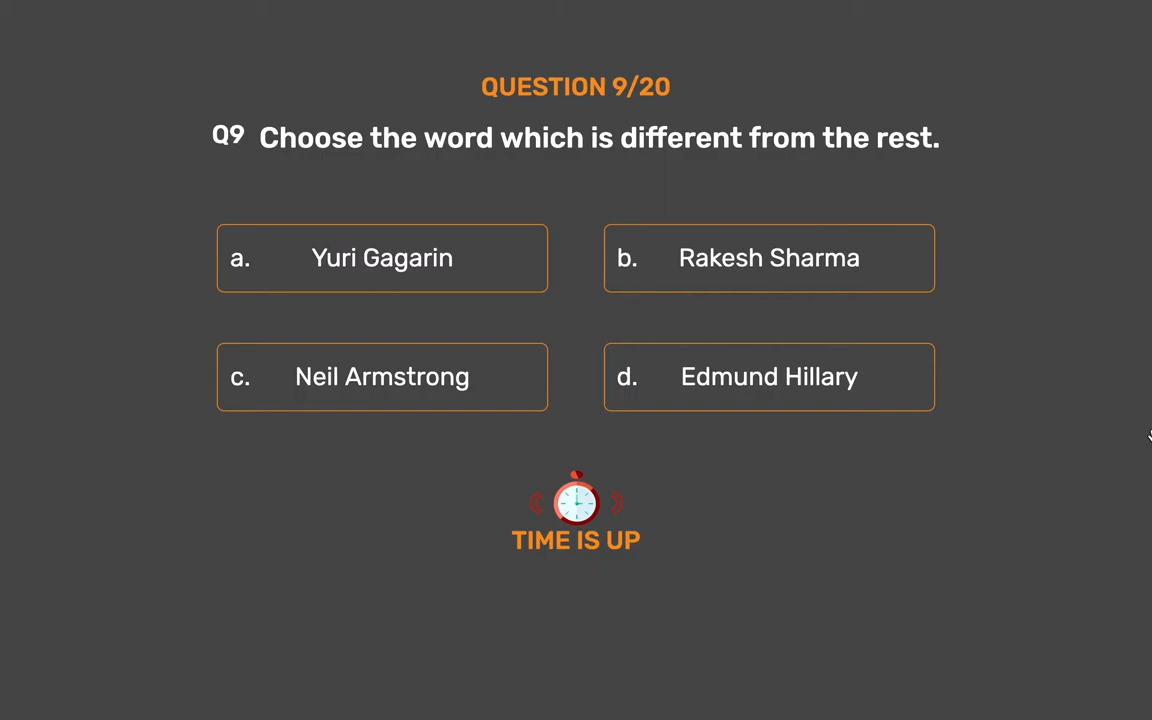 QUESTION 9/20
Q9 Choose the word which is different from the rest.
a. Yuri Gagarin
b. Rakesh Sharma
c. Neil Armstrong
d. Edmund Hillary
TIME IS UP